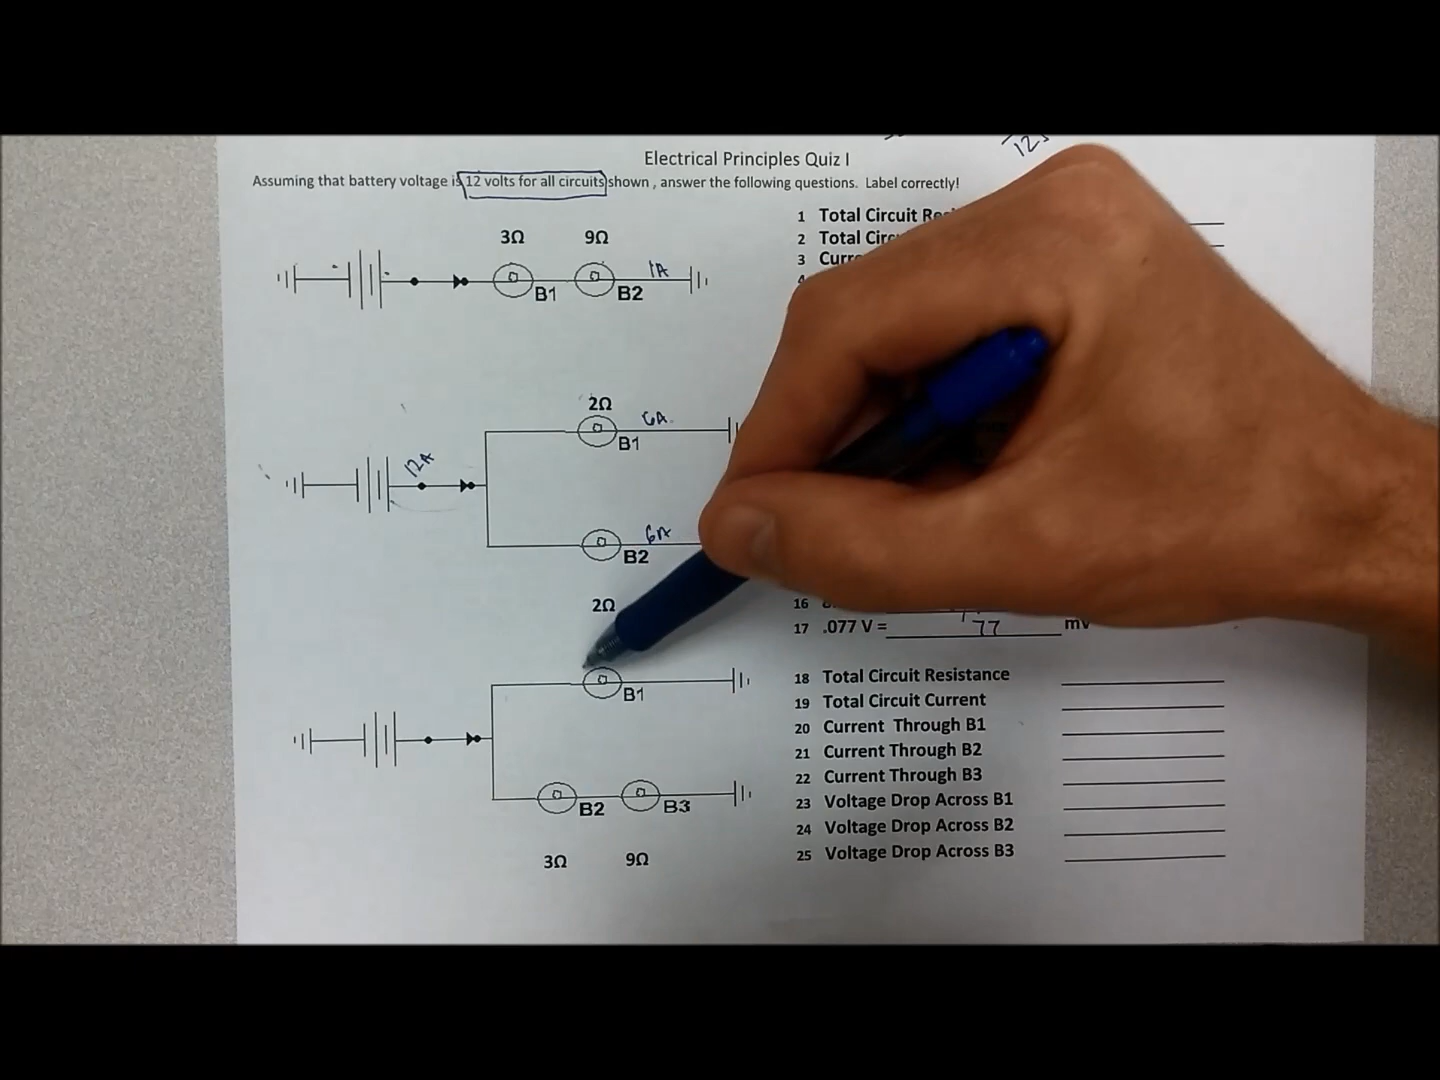 Electrical Principles Quiz I
Assuming that battery voltage is 12 volts for all circuits shown , answer the following questions. Label correctly!
3Ω 9Ω
B1 B2 1A
2Ω
6A
B1
12A
6A
B2
2Ω
B1
B2 B3
3Ω 9Ω
12
1 Total Circuit
2 Total
3
16
17 .077 V = 77 mV
18 Total Circuit Resistance
19 Total Circuit Current
20 Current Through B1
21 Current Through B2
22 Current Through B3
23 Voltage Drop Across B1
24 Voltage Drop Across B2
25 Voltage Drop Across B3